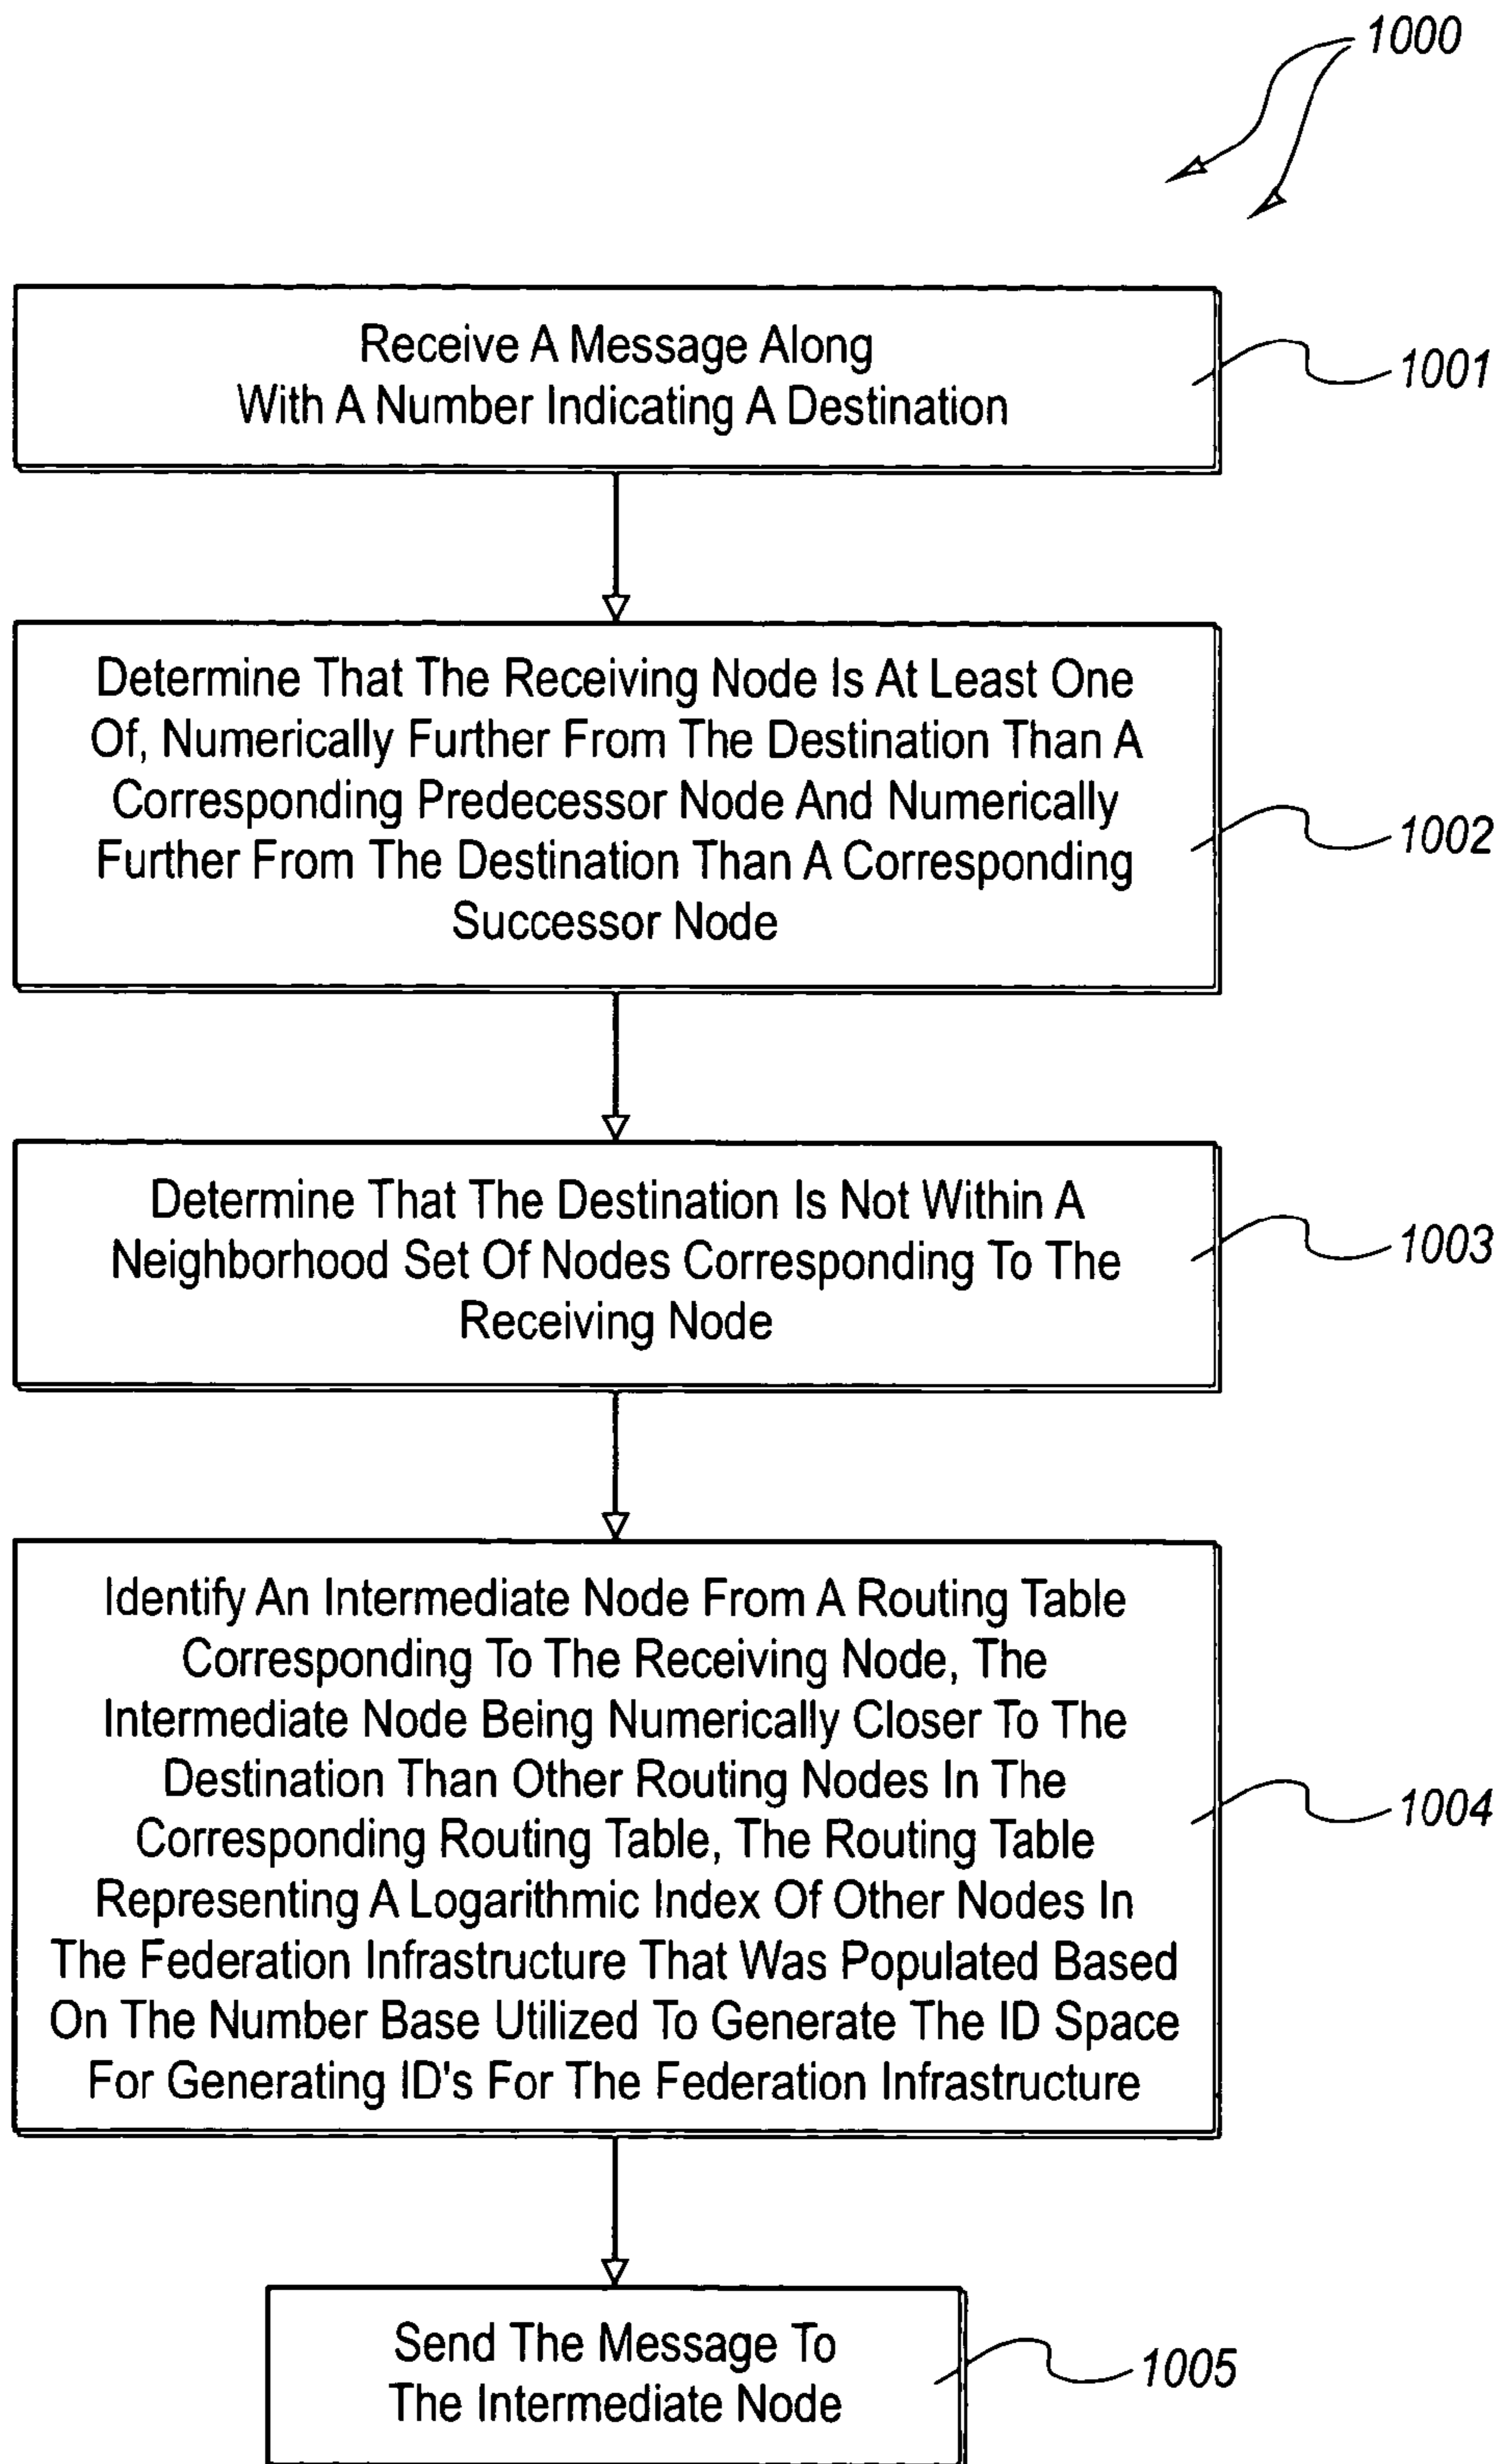 1000
Receive A Message Along
With A Number Indicating A Destination
1001
Determine That The Receiving Node Is At Least One
Of, Numerically Further From The Destination Than A
Corresponding Predecessor Node And Numerically
Further From The Destination Than A Corresponding
Successor Node
1002
Determine That The Destination Is Not Within A
Neighborhood Set Of Nodes Corresponding To The
Receiving Node
1003
Identify An Intermediate Node From A Routing Table
Corresponding To The Receiving Node, The
Intermediate Node Being Numerically Closer To The
Destination Than Other Routing Nodes In The
Corresponding Routing Table, The Routing Table
Representing A Logarithmic Index Of Other Nodes In
The Federation Infrastructure That Was Populated Based
On The Number Base Utilized To Generate The ID Space
For Generating ID's For The Federation Infrastructure
1004
Send The Message To
The Intermediate Node
1005